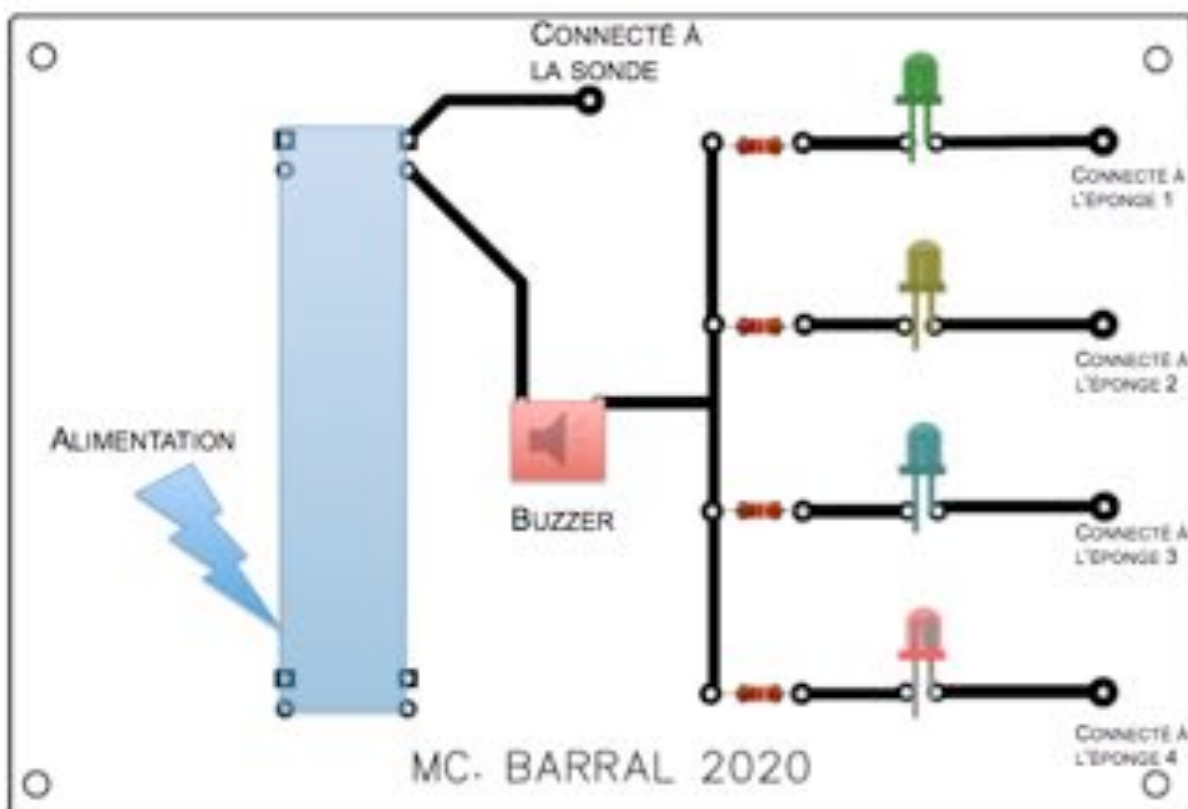 CONNECTÉ À
LA SONDE
CONNECTÉ À
L'ÉPONGE 1
CONNECTÉ À
L'ÉPONGE 2
ALIMENTATION
BUZZER
CONNECTÉ À
L'ÉPONGE 3
CONNECTÉ À
L'ÉPONGE 4
MC. BARRAL 2020